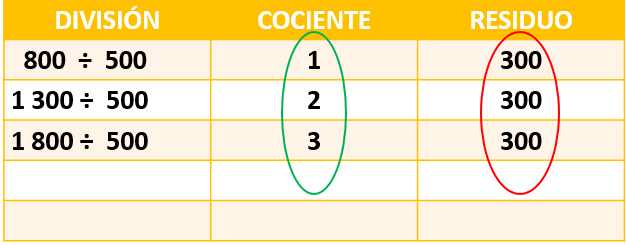 DIVISIÓN COCIENTE RESIDUO
800 ÷ 500 1 300
1 300 ÷ 500 2 300
1 800 ÷ 500 3 300